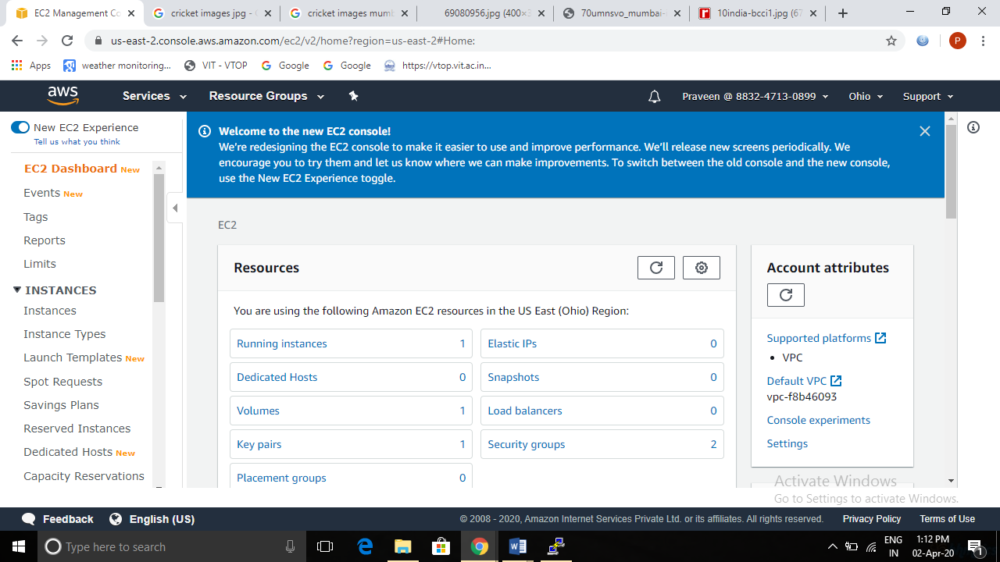 EC2 Management Co
cricket images jpg -
cricket images mumb
69080956.jpg (400×3
70umnsvo_mumbai-
10india-bcci1.jpg (67
us-east-2.console.aws.amazon.com/ec2/v2/home?region=us-east-2#Home:
P
Apps
weather monitoring...
VIT - VTOP
Google
Google
https://vtop.vit.ac.in...
aws
Services
Resource Groups
Praveen @ 8832-4713-0899
Ohio
Support
New EC2 Experience
Tell us what you think
EC2 Dashboard New
Events New
Tags
Reports
Limits
INSTANCES
Instances
Instance Types
Launch Templates New
Spot Requests
Savings Plans
Reserved Instances
Dedicated Hosts New
Capacity Reservations
Welcome to the new EC2 console!
We're redesigning the EC2 console to make it easier to use and improve performance. We'll release new screens periodically. We
encourage you to try them and let us know where we can make improvements. To switch between the old console and the new console,
use the New EC2 Experience toggle.
EC2
Resources
You are using the following Amazon EC2 resources in the US East (Ohio) Region:
Running instances 1
Elastic IPs 0
Dedicated Hosts 0
Snapshots 0
Volumes 1
Load balancers 0
Key pairs 1
Security groups 2
Placement groups 0
Account attributes
Supported platforms
• VPC
Default VPC
vpc-f8b46093
Console experiments
Settings
Activate Windows
Go to Settings to activate Windows.
Feedback
English (US)
© 2008 - 2020, Amazon Internet Services Private Ltd. or its affiliates. All rights reserved.
Privacy Policy
Terms of Use
Type here to search
ENG
IN
1:12 PM
02-Apr-20
1